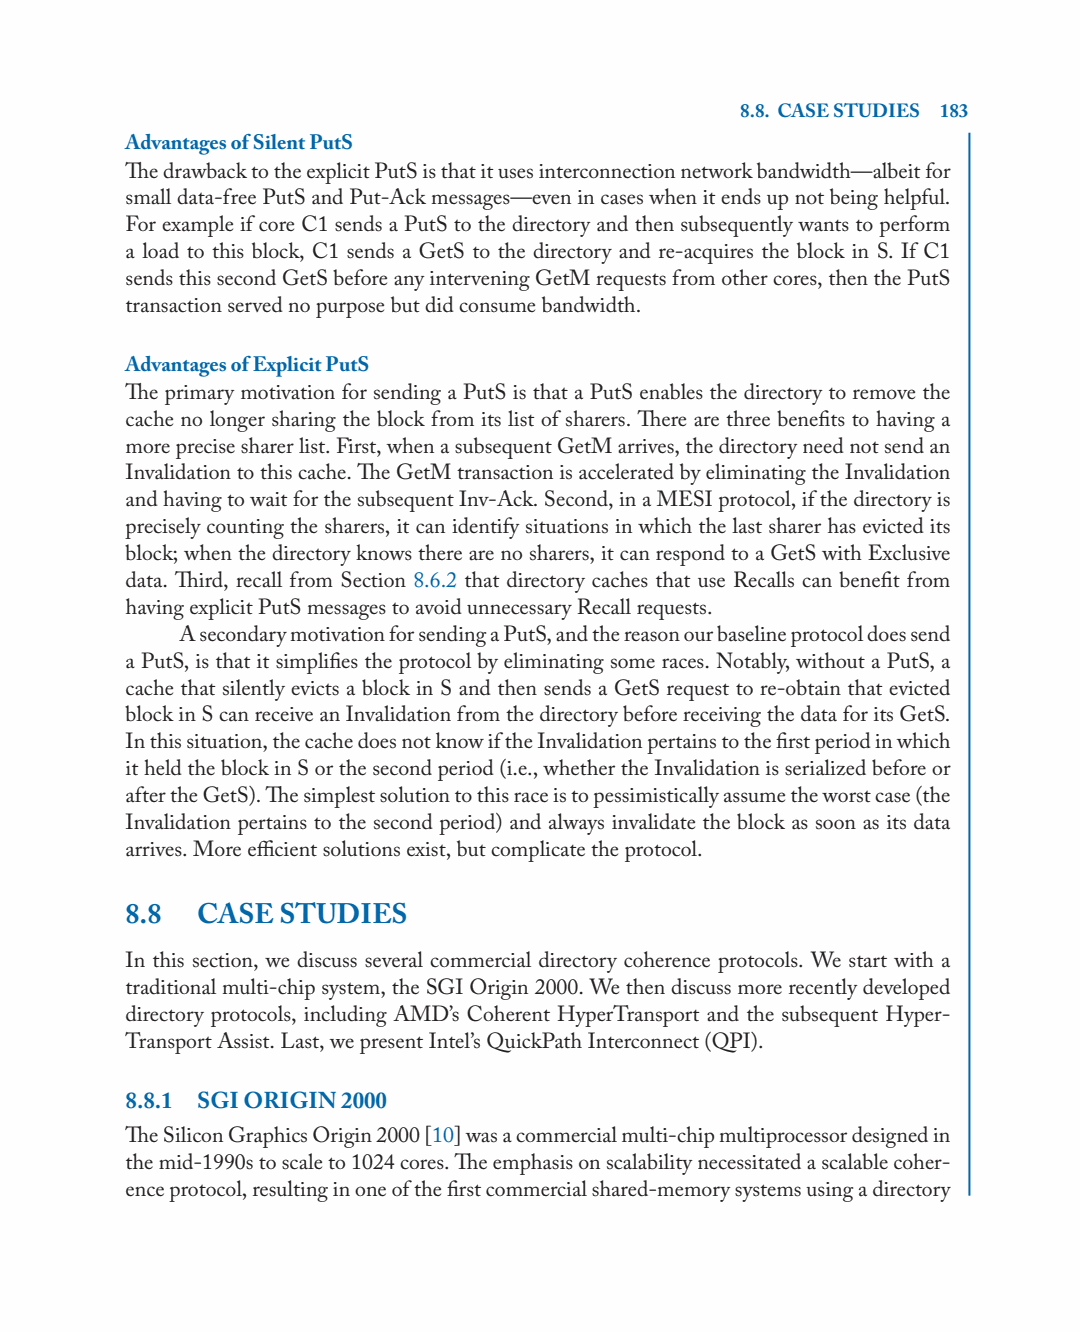 8.8. CASE STUDIES 183
Advantages of Silent PutS
The drawback to the explicit PutS is that it uses interconnection network bandwidth—albeit for
small data-free PutS and Put-Ack messages—even in cases when it ends up not being helpful.
For example if core C1 sends a PutS to the directory and then subsequently wants to perform
a load to this block, C1 sends a GetS to the directory and re-acquires the block in S. If C1
sends this second GetS before any intervening GetM requests from other cores, then the PutS
transaction served no purpose but did consume bandwidth.
Advantages of Explicit PutS
The primary motivation for sending a PutS is that a PutS enables the directory to remove the
cache no longer sharing the block from its list of sharers. There are three benefits to having a
more precise sharer list. First, when a subsequent GetM arrives, the directory need not send an
Invalidation to this cache. The GetM transaction is accelerated by eliminating the Invalidation
and having to wait for the subsequent Inv-Ack. Second, in a MESI protocol, if the directory is
precisely counting the sharers, it can identify situations in which the last sharer has evicted its
block; when the directory knows there are no sharers, it can respond to a GetS with Exclusive
data. Third, recall from Section 8.6.2 that directory caches that use Recalls can benefit from
having explicit PutS messages to avoid unnecessary Recall requests.
A secondary motivation for sending a PutS, and the reason our baseline protocol does send
a PutS, is that it simplifies the protocol by eliminating some races. Notably, without a PutS, a
cache that silently evicts a block in S and then sends a GetS request to re-obtain that evicted
block in S can receive an Invalidation from the directory before receiving the data for its GetS.
In this situation, the cache does not know if the Invalidation pertains to the first period in which
it held the block in S or the second period (i.e., whether the Invalidation is serialized before or
after the GetS). The simplest solution to this race is to pessimistically assume the worst case (the
Invalidation pertains to the second period) and always invalidate the block as soon as its data
arrives. More efficient solutions exist, but complicate the protocol.
8.8 CASE STUDIES
In this section, we discuss several commercial directory coherence protocols. We start with a
traditional multi-chip system, the SGI Origin 2000. We then discuss more recently developed
directory protocols, including AMD's Coherent HyperTransport and the subsequent Hyper-
Transport Assist. Last, we present Intel's QuickPath Interconnect (QPI).
8.8.1 SGI ORIGIN 2000
The Silicon Graphics Origin 2000 [10] was a commercial multi-chip multiprocessor designed in
the mid-1990s to scale to 1024 cores. The emphasis on scalability necessitated a scalable coher-
ence protocol, resulting in one of the first commercial shared-memory systems using a directory